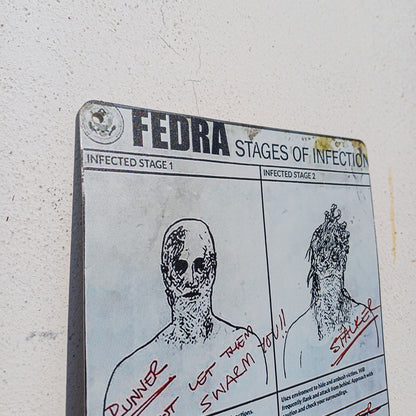 FEDRA STAGES OF INFECTION
INFECTED STAGE 1
INFECTED STAGE 2
RUNNER
NOT LET THEM
SWARM YOU!!
STALKER
Uses enviroment to hide and ambush victims. Will
frequently flank and attack from behind. Approach with
caution and check your surroundings.